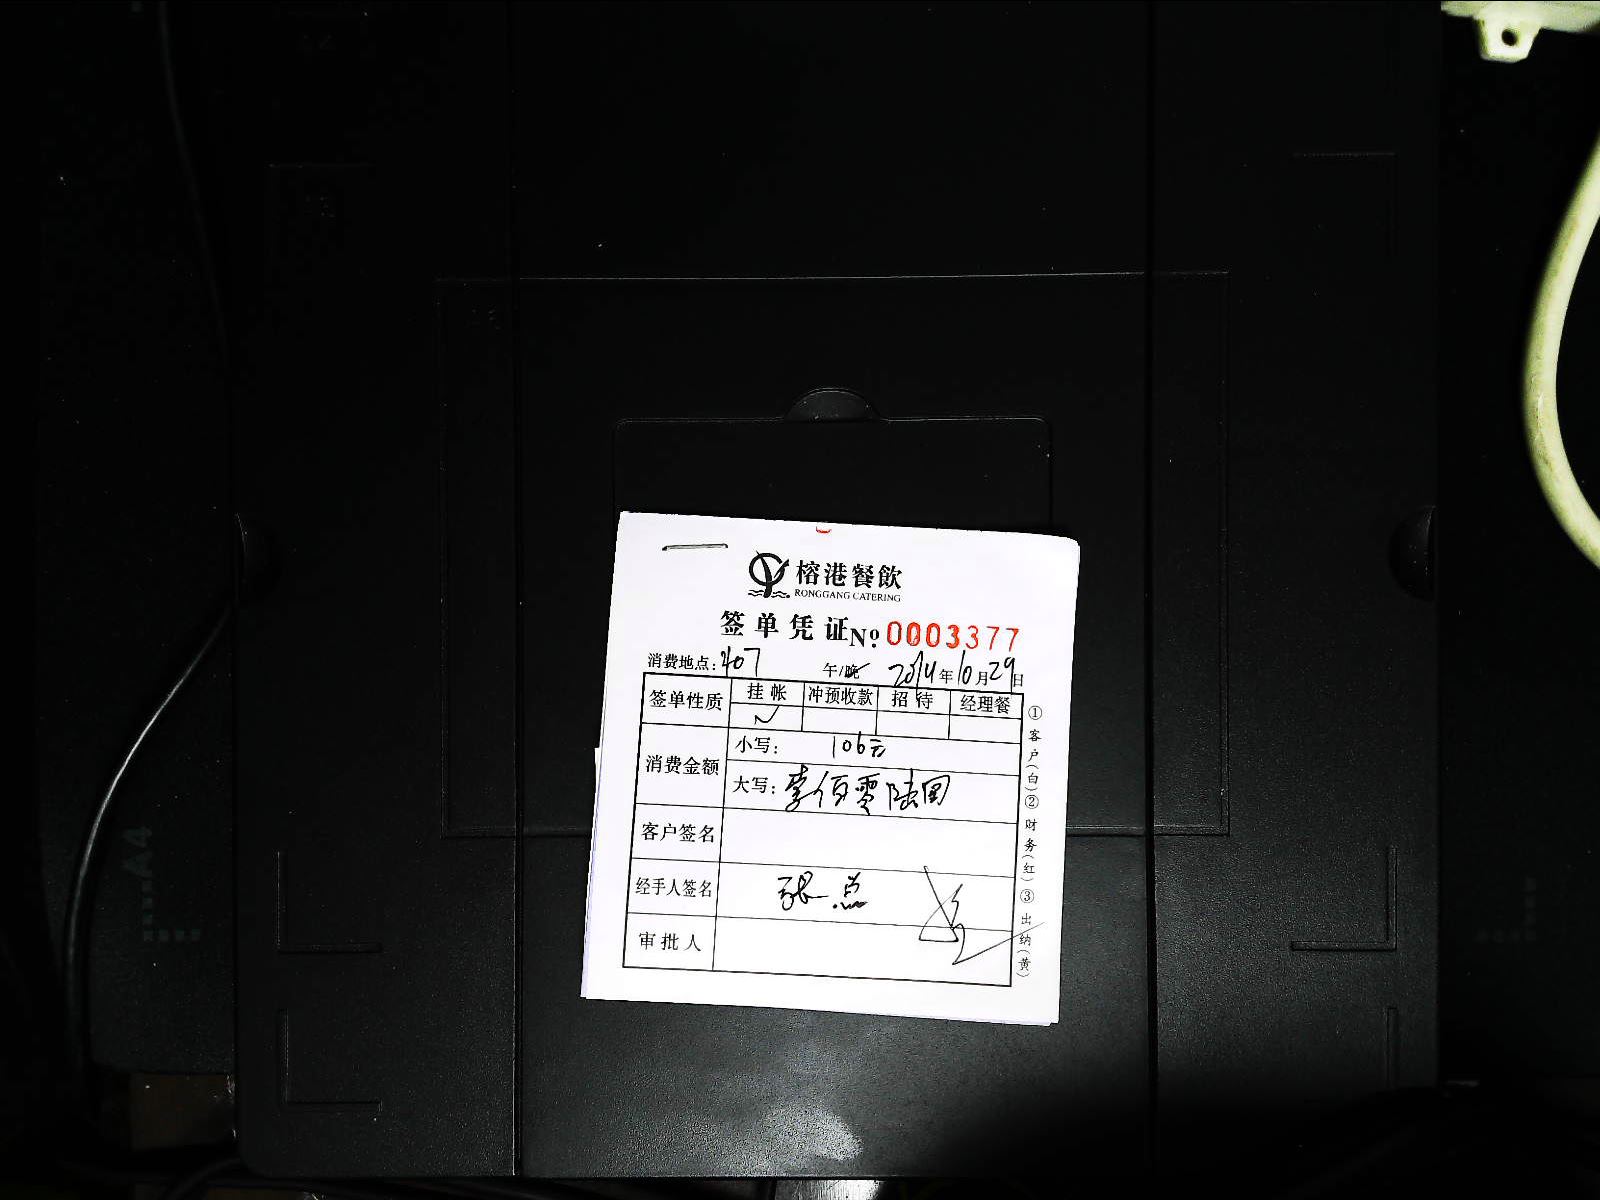 榕港餐飲
RONGGANG CATERING
签单凭证 №:0003377
消费地点:407 午/晚 2014年10月29日
签单性质 挂帐 冲预收款 招待 经理餐
✓
消费金额 小写: 106元
大写: 壹佰零陆圆
客户签名
经手人签名
审批人
①客户(白)②财务(红)③出纳(黄)
A4